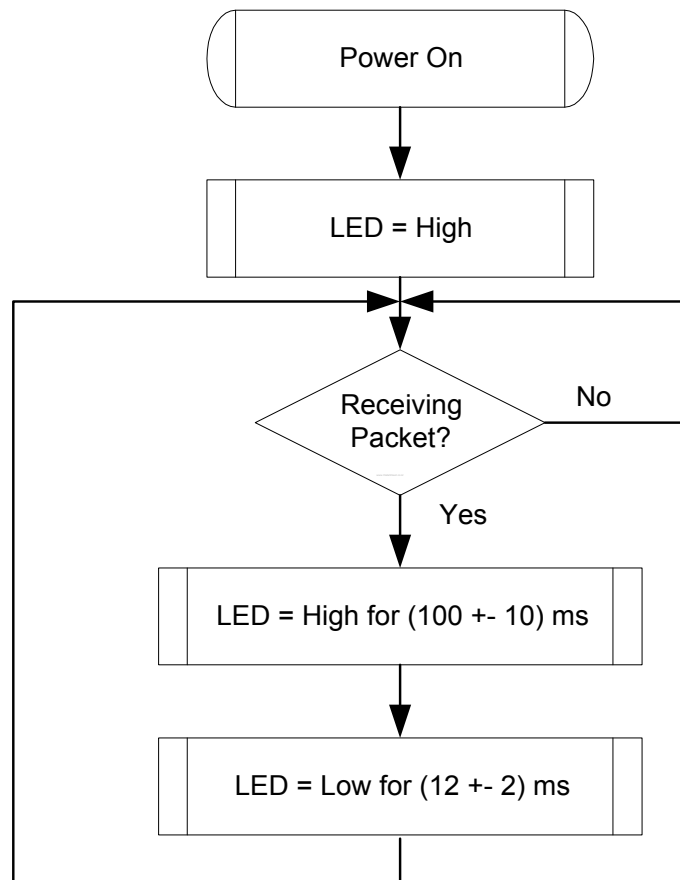 Power On
LED = High
Receiving
Packet?
No
Yes
LED = High for (100 +- 10) ms
LED = Low for (12 +- 2) ms